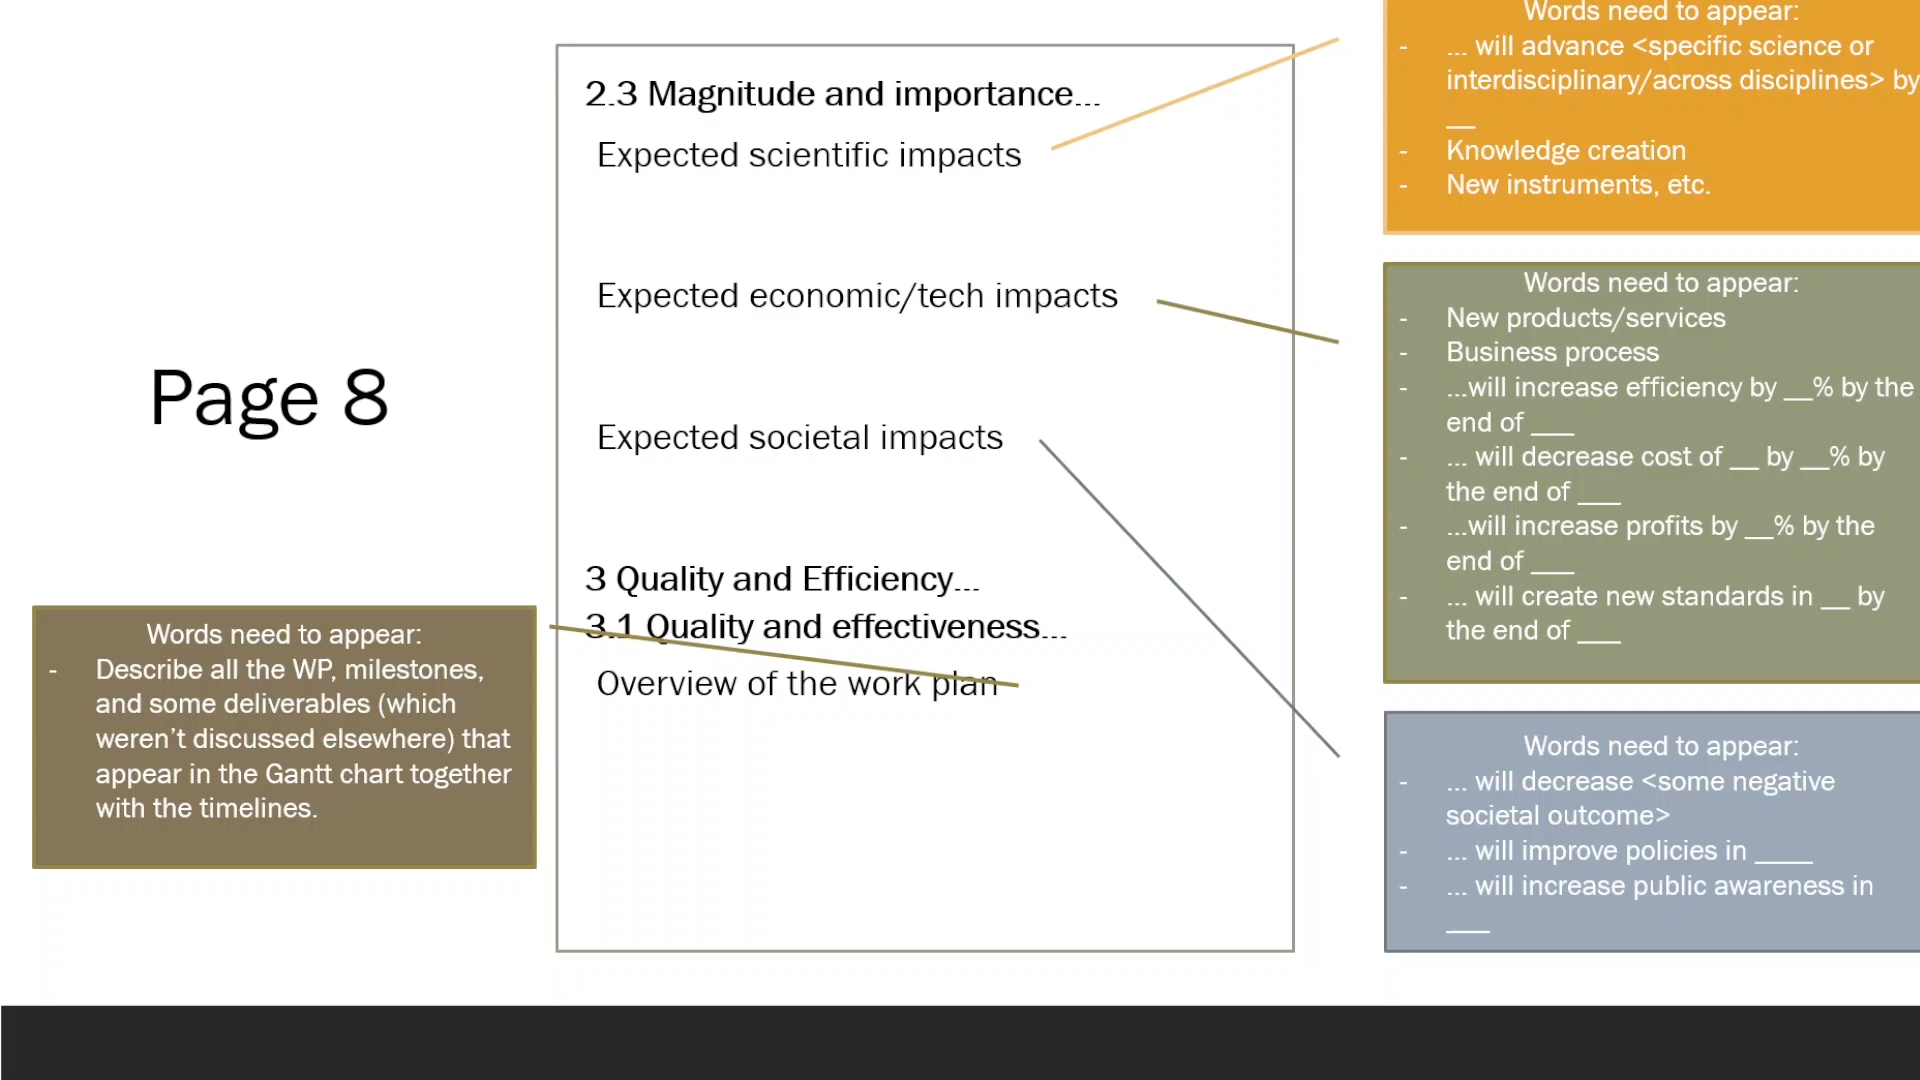 Page 8
2.3 Magnitude and importance...
Expected scientific impacts
Expected economic/tech impacts
Expected societal impacts
3 Quality and Efficiency...
3.1 Quality and effectiveness...
Overview of the work plan
Words need to appear:
- Describe all the WP, milestones,
and some deliverables (which
weren't discussed elsewhere) that
appear in the Gantt chart together
with the timelines.
Words need to appear:
- ... will advance <specific science or
interdisciplinary/across disciplines> by
__
- Knowledge creation
- New instruments, etc.
Words need to appear:
- New products/services
- Business process
- ...will increase efficiency by __% by the
end of ___
- ... will decrease cost of __ by __% by
the end of ___
- ...will increase profits by __% by the
end of ___
- ... will create new standards in __ by
the end of ___
Words need to appear:
- ... will decrease <some negative
societal outcome>
- ... will improve policies in ____
- ... will increase public awareness in
___